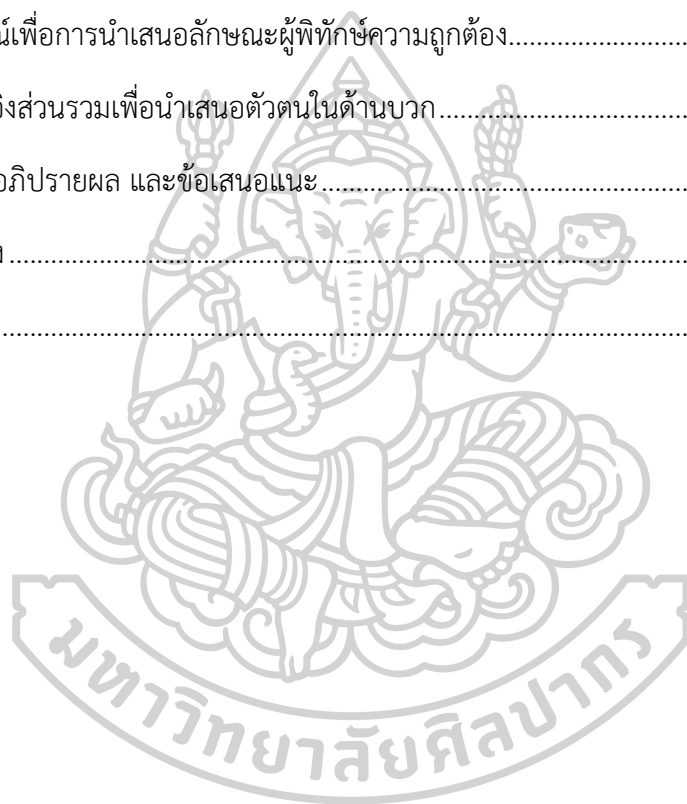 น์เพื่อการนำเสนอลักษณะผู้พิทักษ์ความถูกต้อง........................
อิงส่วนรวมเพื่อนำเสนอตัวตนในด้านบวก..................................
อภิปรายผล และข้อเสนอแนะ.................................................
..........................................................................................
..........................................................................................
มหาวิทยาลัยศิลปากร